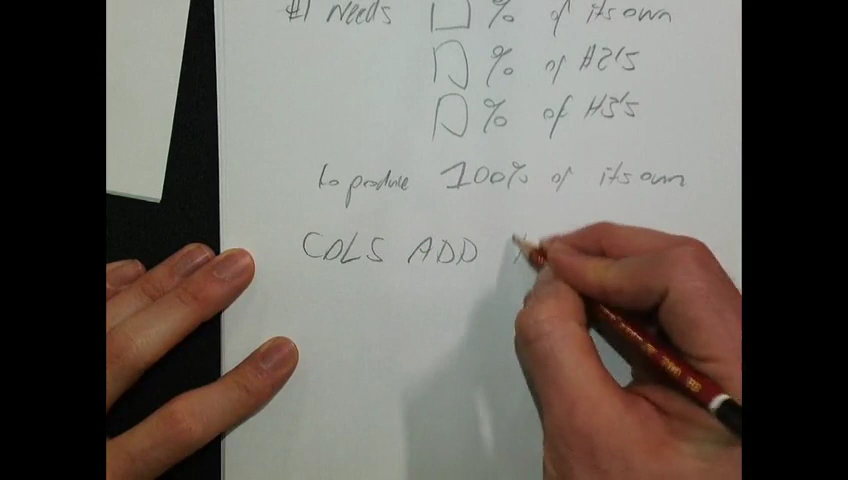 #1 needs □ % of its own
□ % of #2's
□ % of #3's
to produce 100% of its own
COLS ADD